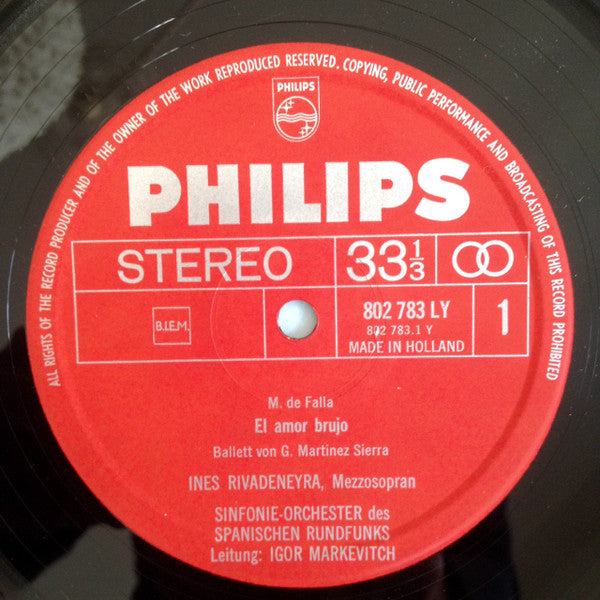 ALL RIGHTS OF THE RECORD PRODUCER AND OF THE OWNER OF THE WORK REPRODUCED RESERVED. COPYING, PUBLIC PERFORMANCE AND BROADCASTING OF THIS RECORD PROHIBITED
PHILIPS
PHILIPS
STEREO
33⅓
B.I.E.M.
802 783 LY
802 783.1 Y
MADE IN HOLLAND
1
M. de Falla
El amor brujo
Ballett von G. Martinez Sierra
INES RIVADENEYRA, Mezzosopran
SINFONIE-ORCHESTER des
SPANISCHEN RUNDFUNKS
Leitung: IGOR MARKEVITCH